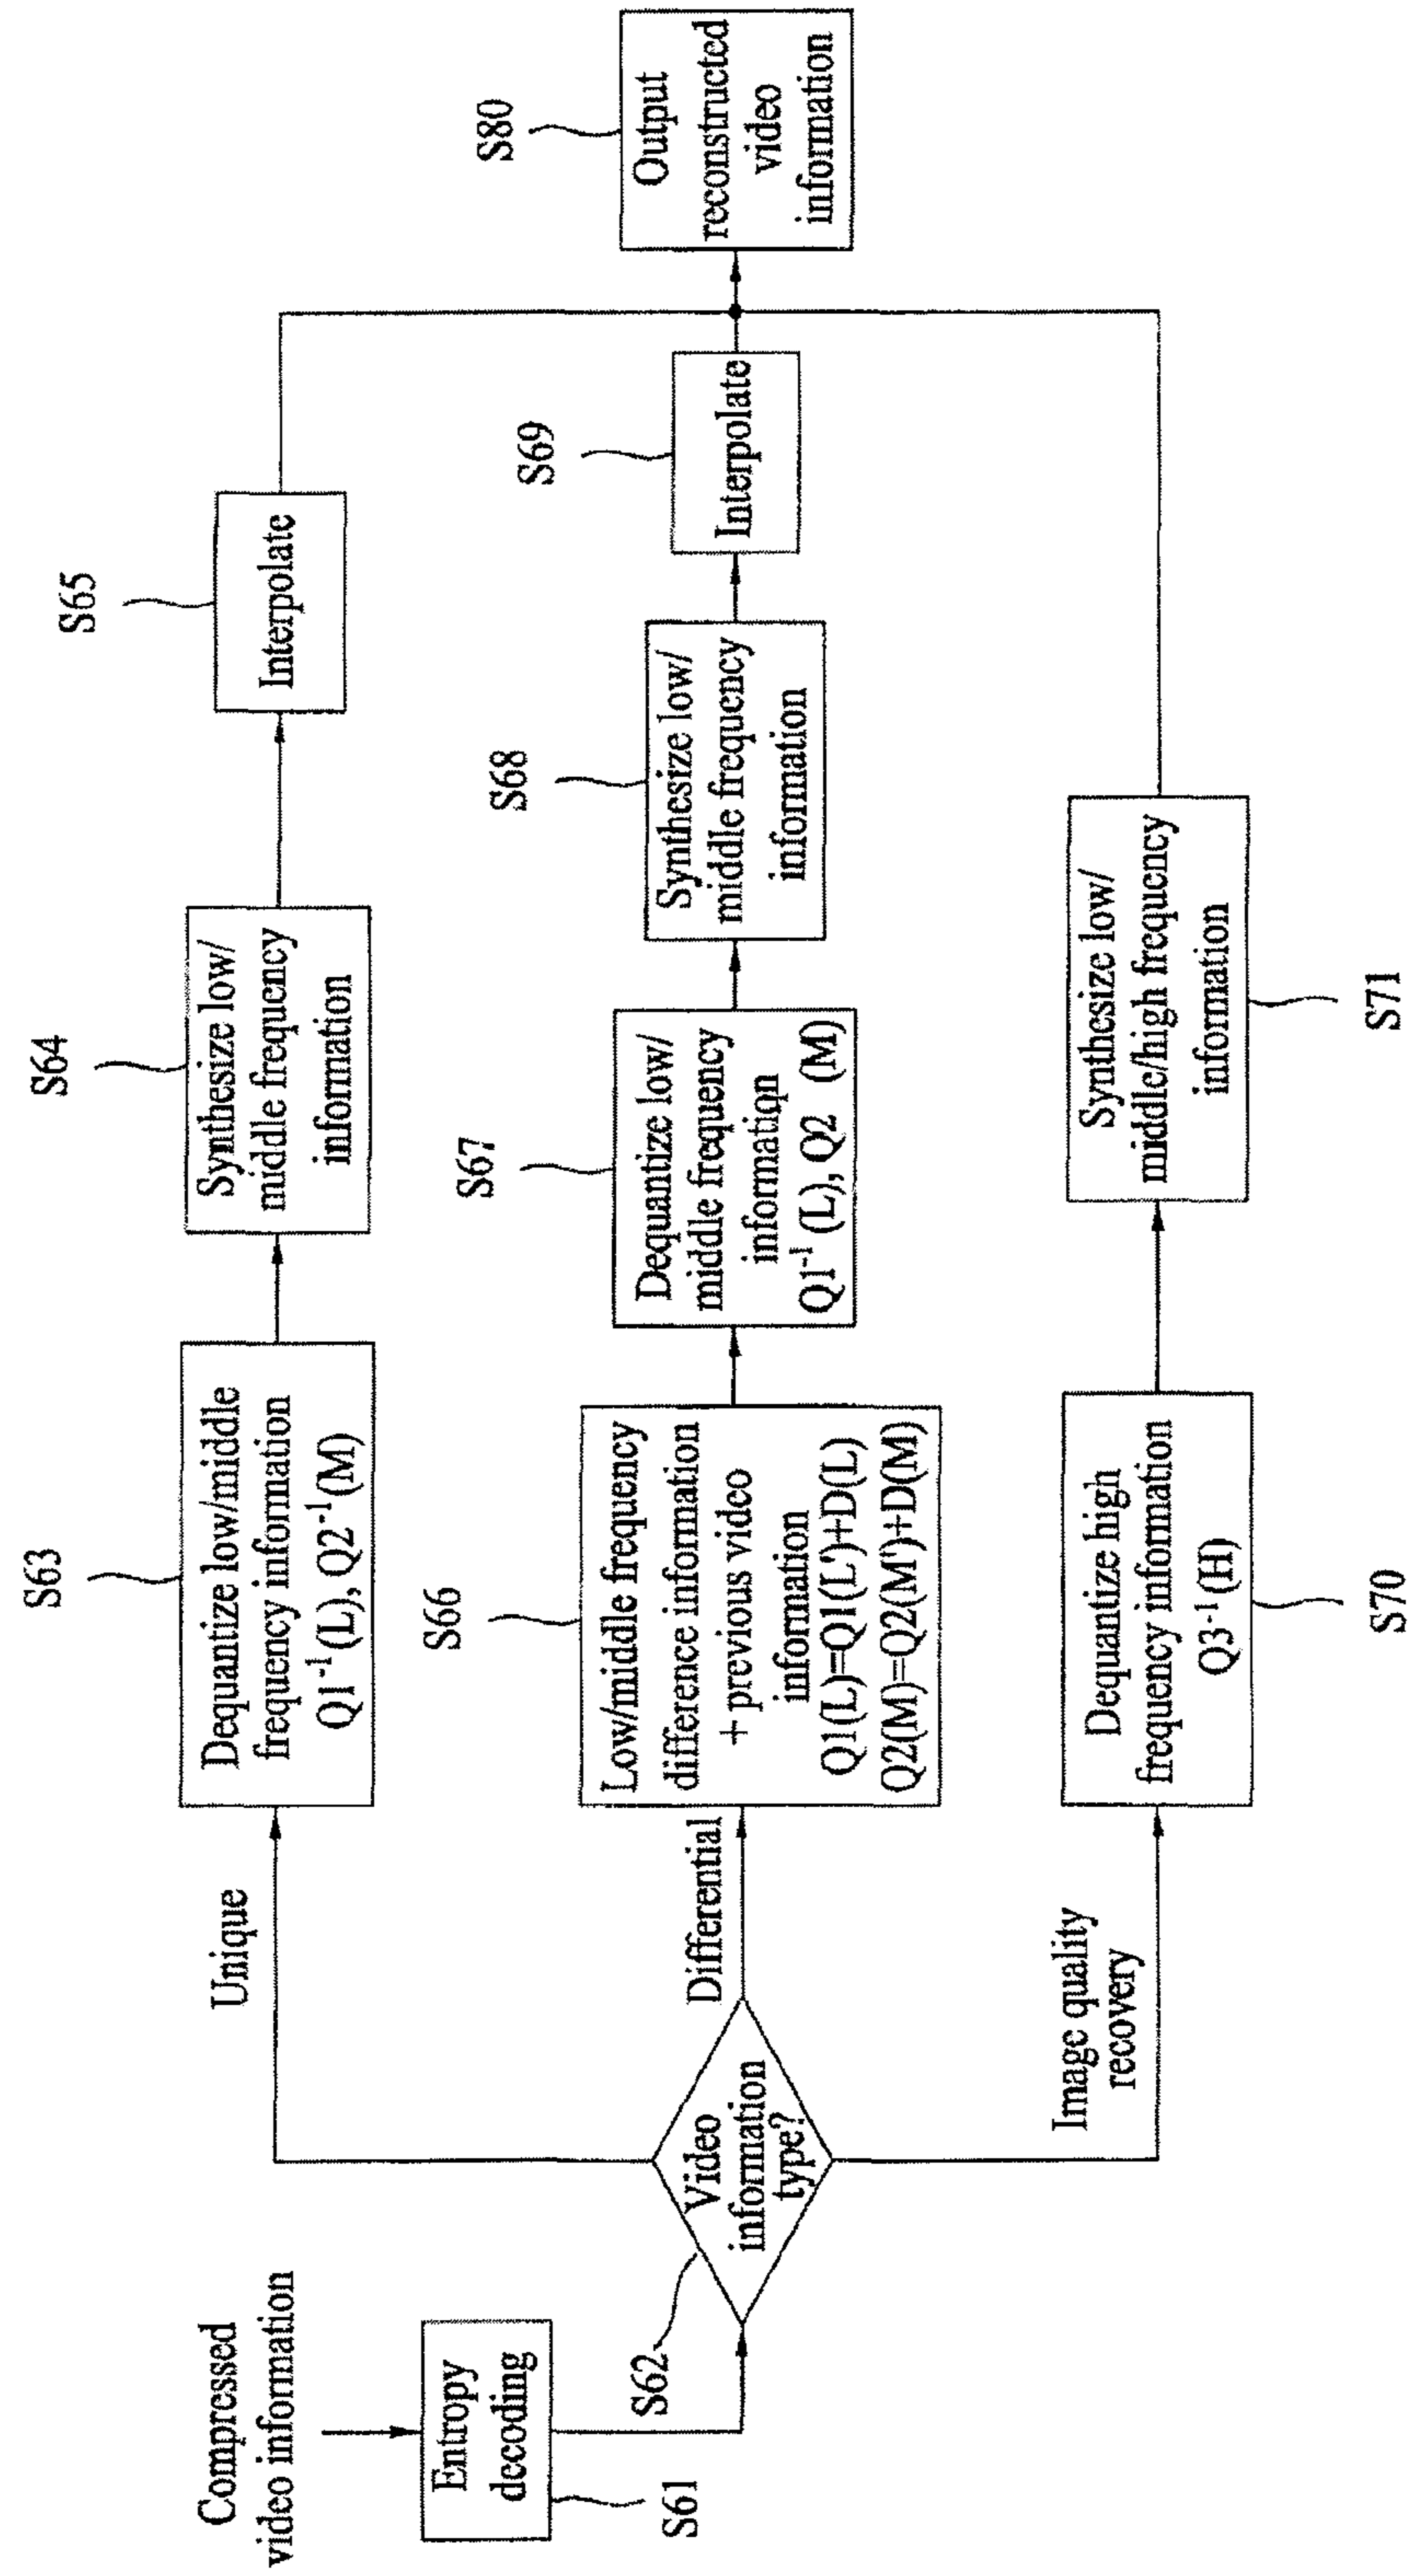 Compressed
video information
Entropy
decoding
S61
S62
Video
information
type?
Unique
Differential
Image quality
recovery
S63
Dequantize low/middle
frequency information
Q1⁻¹(L), Q2⁻¹(M)
S64
Synthesize low/
middle frequency
information
S65
Interpolate
S66
Low/middle frequency
difference information
+ previous video
information
Q1(L)=Q1(L')+D(L)
Q2(M)=Q2(M')+D(M)
S67
Dequantize low/
middle frequency
information
Q1⁻¹ (L), Q2 (M)
S68
Synthesize low/
middle frequency
information
S69
Interpolate
Dequantize high
frequency information
Q3⁻¹(H)
S70
Synthesize low/
middle/high frequency
information
S71
S80
Output
reconstructed
video
information